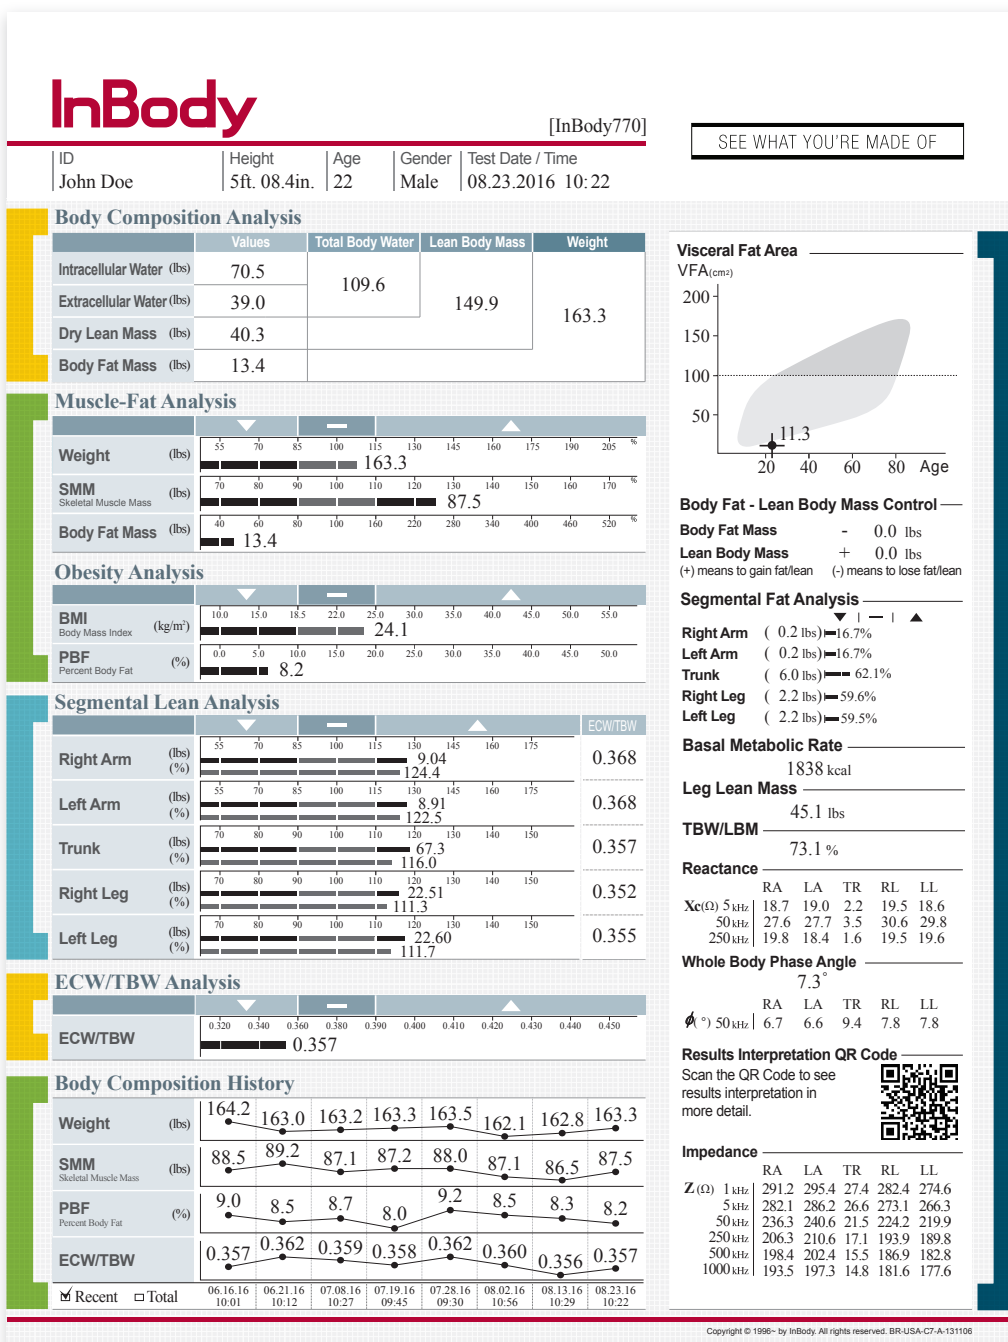 InBody
[InBody770]
SEE WHAT YOU'RE MADE OF
ID Height Age Gender Test Date / Time
John Doe 5ft. 08.4in. 22 Male 08.23.2016 10:22
Body Composition Analysis
Values Total Body Water Lean Body Mass Weight
Intracellular Water (lbs) 70.5 109.6 149.9 163.3
Extracellular Water (lbs) 39.0
Dry Lean Mass (lbs) 40.3
Body Fat Mass (lbs) 13.4
Muscle-Fat Analysis
55 70 85 100 115 130 145 160 175 190 205 %
Weight (lbs) 163.3
70 80 90 100 110 120 130 140 150 160 170 %
SMM (lbs) 87.5
Skeletal Muscle Mass
40 60 80 100 160 220 280 340 400 460 520 %
Body Fat Mass (lbs) 13.4
Obesity Analysis
10.0 15.0 18.5 22.0 25.0 30.0 35.0 40.0 45.0 50.0 55.0
BMI (kg/m²) 24.1
Body Mass Index
0.0 5.0 10.0 15.0 20.0 25.0 30.0 35.0 40.0 45.0 50.0
PBF (%) 8.2
Percent Body Fat
Segmental Lean Analysis
ECW/TBW
55 70 85 100 115 130 145 160 175
Right Arm (lbs) 9.04 0.368
(%) 124.4
55 70 85 100 115 130 145 160 175
Left Arm (lbs) 8.91 0.368
(%) 122.5
70 80 90 100 110 120 130 140 150
Trunk (lbs) 67.3 0.357
(%) 116.0
70 80 90 100 110 120 130 140 150
Right Leg (lbs) 22.51 0.352
(%) 111.3
70 80 90 100 110 120 130 140 150
Left Leg (lbs) 22.60 0.355
(%) 111.7
ECW/TBW Analysis
0.320 0.340 0.360 0.380 0.390 0.400 0.410 0.420 0.430 0.440 0.450
ECW/TBW 0.357
Body Composition History
Weight (lbs) 164.2 163.0 163.2 163.3 163.5 162.1 162.8 163.3
SMM (lbs) 88.5 89.2 87.1 87.2 88.0 87.1 86.5 87.5
Skeletal Muscle Mass
PBF (%) 9.0 8.5 8.7 8.0 9.2 8.5 8.3 8.2
Percent Body Fat
ECW/TBW 0.357 0.362 0.359 0.358 0.362 0.360 0.356 0.357
Recent Total 06.16.16 06.21.16 07.08.16 07.19.16 07.28.16 08.02.16 08.13.16 08.23.16
10:01 10:12 10:27 09:45 09:30 10:56 10:29 10:22
Visceral Fat Area
VFA(cm²)
200
150
100
50
11.3
20 40 60 80 Age
Body Fat - Lean Body Mass Control
Body Fat Mass - 0.0 lbs
Lean Body Mass + 0.0 lbs
(+) means to gain fat/lean (-) means to lose fat/lean
Segmental Fat Analysis
Right Arm ( 0.2 lbs) 16.7%
Left Arm ( 0.2 lbs) 16.7%
Trunk ( 6.0 lbs) 62.1%
Right Leg ( 2.2 lbs) 59.6%
Left Leg ( 2.2 lbs) 59.5%
Basal Metabolic Rate
1838 kcal
Leg Lean Mass
45.1 lbs
TBW/LBM
73.1 %
Reactance
RA LA TR RL LL
Xc(Ω) 5 kHz 18.7 19.0 2.2 19.5 18.6
50 kHz 27.6 27.7 3.5 30.6 29.8
250 kHz 19.8 18.4 1.6 19.5 19.6
Whole Body Phase Angle
7.3°
RA LA TR RL LL
ϕ(°) 50 kHz 6.7 6.6 9.4 7.8 7.8
Results Interpretation QR Code
Scan the QR Code to see
results interpretation in
more detail.
Impedance
RA LA TR RL LL
Z(Ω) 1 kHz 291.2 295.4 27.4 282.4 274.6
5 kHz 282.1 286.2 26.6 273.1 266.3
50 kHz 236.3 240.6 21.5 224.2 219.9
250 kHz 206.3 210.6 17.1 193.9 189.8
500 kHz 198.4 202.4 15.5 186.9 182.8
1000 kHz 193.5 197.3 14.8 181.6 177.6
Copyright © 1996~ by InBody. All rights reserved. BR-USA-C7-A-131106